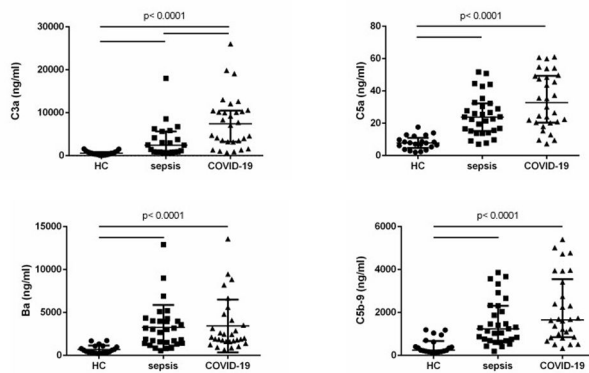 p< 0.0001
C3a
(ng/ml)
30000
20000
10000
0
HC sepsis COVID-19
p< 0.0001
C5a
(ng/ml)
80
60
40
20
0
HC sepsis COVID-19
p< 0.0001
Ba
(ng/ml)
15000
10000
5000
0
HC sepsis COVID-19
p< 0.0001
C5b-9
(ng/ml)
6000
4000
2000
0
HC sepsis COVID-19